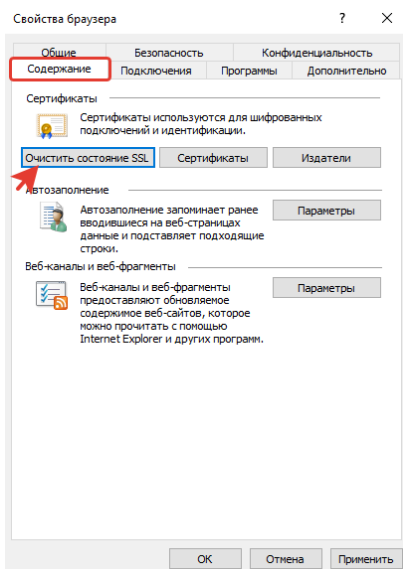 Свойства браузера ? ×
Общие Безопасность Конфиденциальность
Содержание Подключения Программы Дополнительно
Сертификаты
Сертификаты используются для шифрованных
подключений и идентификации.
Очистить состояние SSL Сертификаты Издатели
Автозаполнение
Автозаполнение запоминает ранее
вводившиеся на веб-страницах
данные и подставляет подходящие
строки.
Параметры
Веб-каналы и веб-фрагменты
Веб-каналы и веб-фрагменты
предоставляют обновляемое
содержимое веб-сайтов, которое
можно прочитать с помощью
Internet Explorer и других программ.
Параметры
ОК Отмена Применить